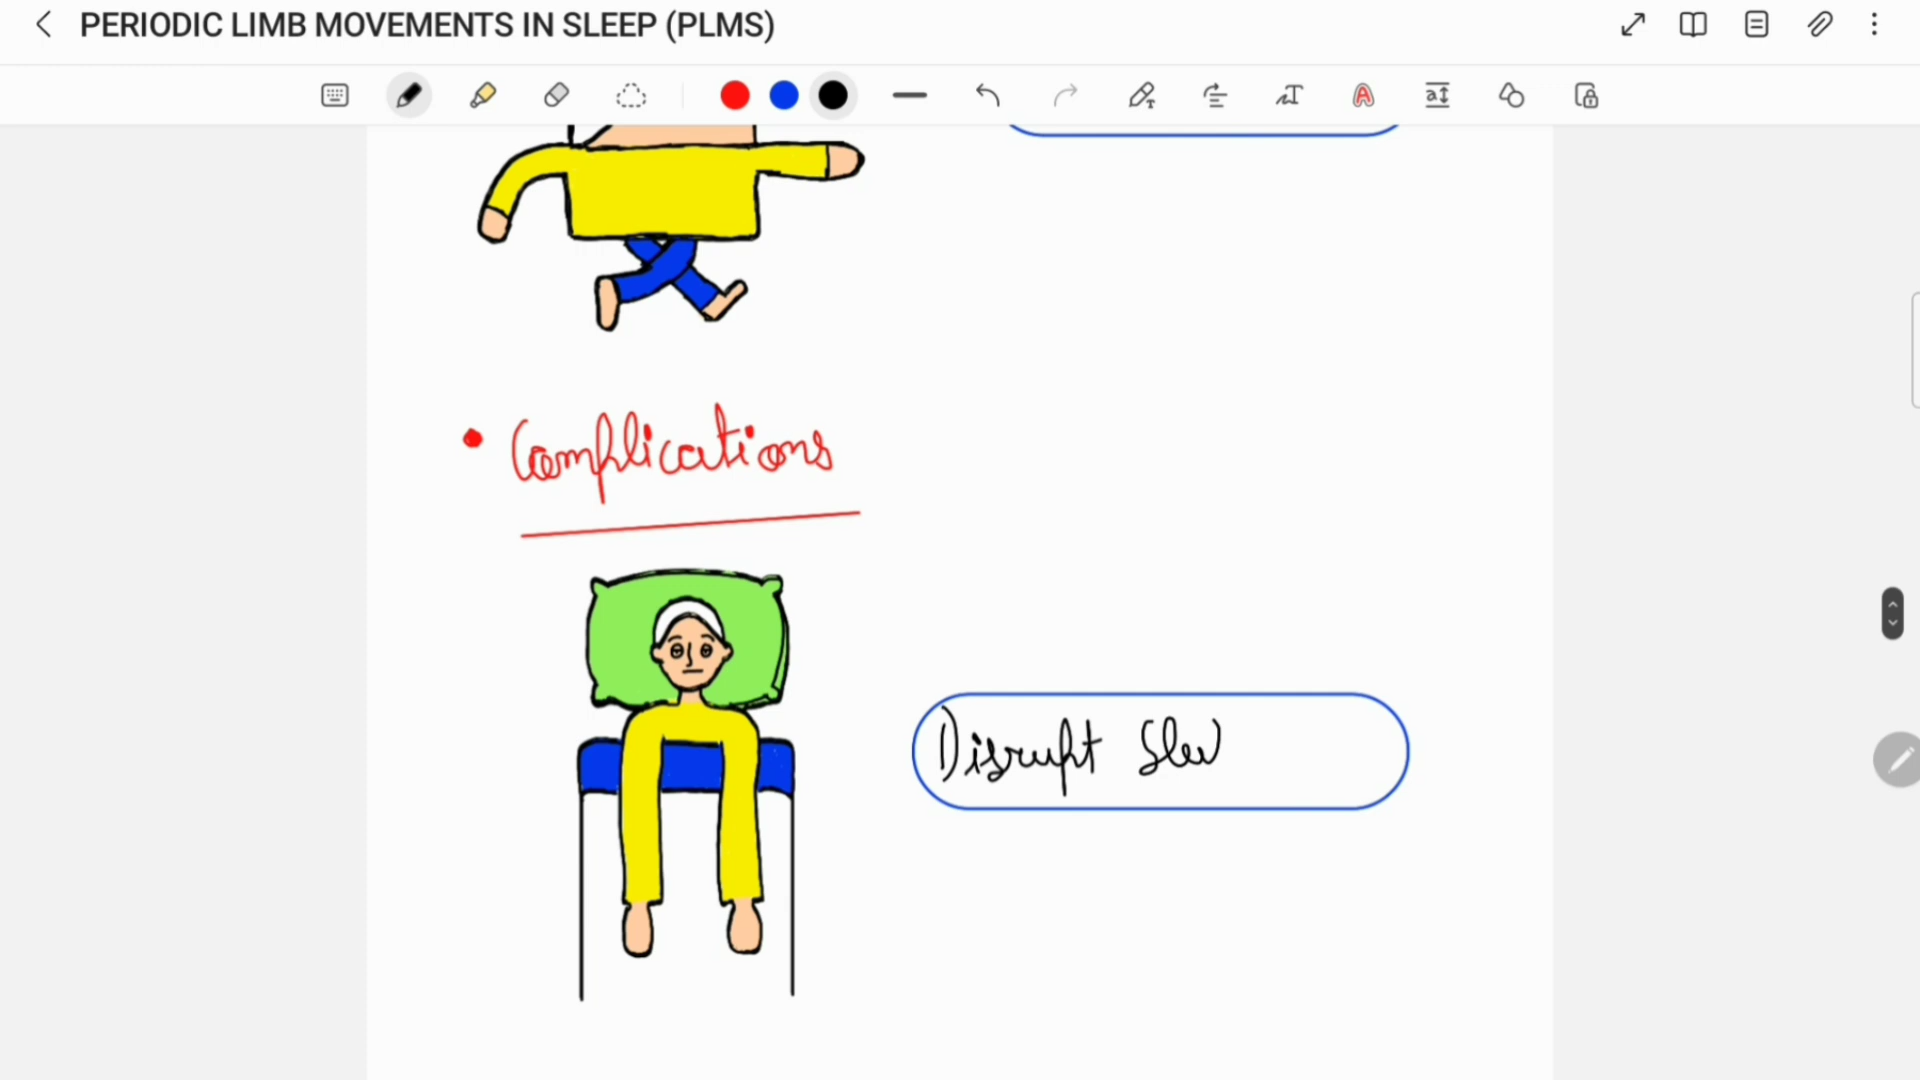 PERIODIC LIMB MOVEMENTS IN SLEEP (PLMS)
Complications
Disrupt Slee